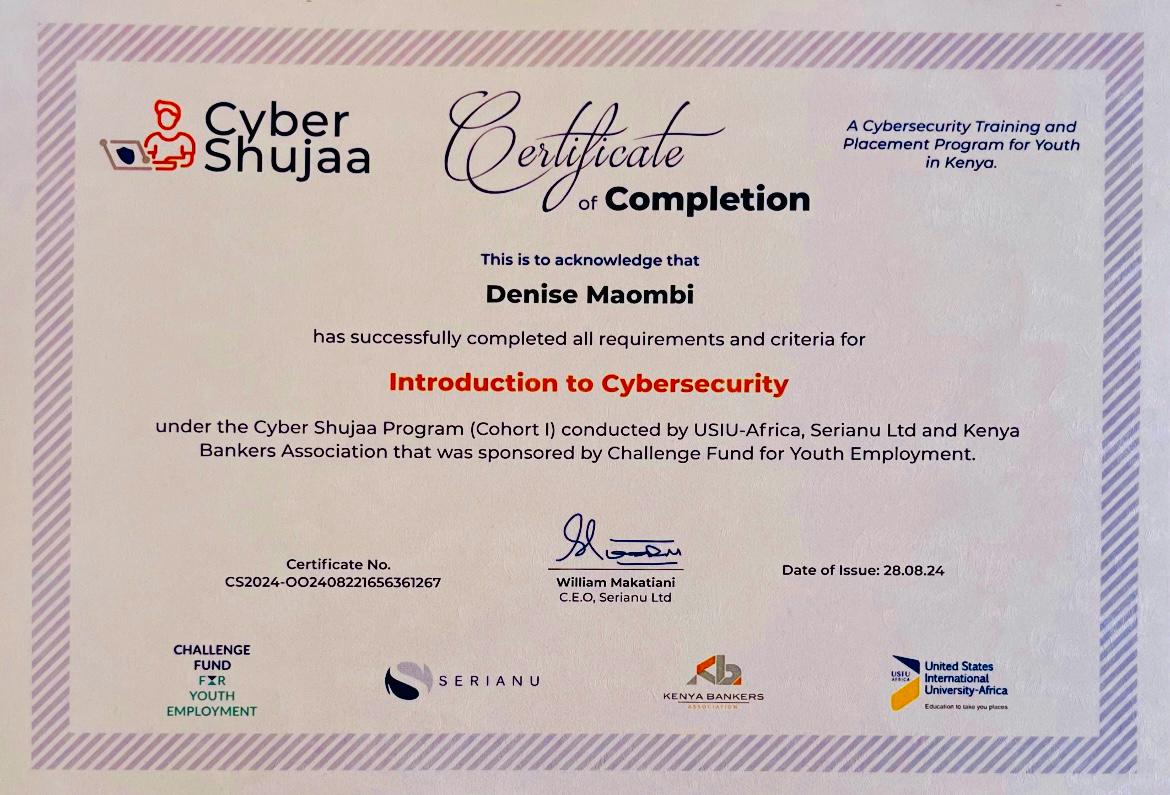 Cyber
Shujaa
Certificate
of Completion
A Cybersecurity Training and
Placement Program for Youth
in Kenya.
This is to acknowledge that
Denise Maombi
has successfully completed all requirements and criteria for
Introduction to Cybersecurity
under the Cyber Shujaa Program (Cohort I) conducted by USIU-Africa, Serianu Ltd and Kenya
Bankers Association that was sponsored by Challenge Fund for Youth Employment.
Certificate No.
CS2024-OO2408221656361267
William Makatiani
C.E.O, Serianu Ltd
Date of Issue: 28.08.24
CHALLENGE
FUND
FOR
YOUTH
EMPLOYMENT
SERIANU
kb
KENYA BANKERS
ASSOCIATION
USIU
AFRICA
United States
International
University-Africa
Education to take you places